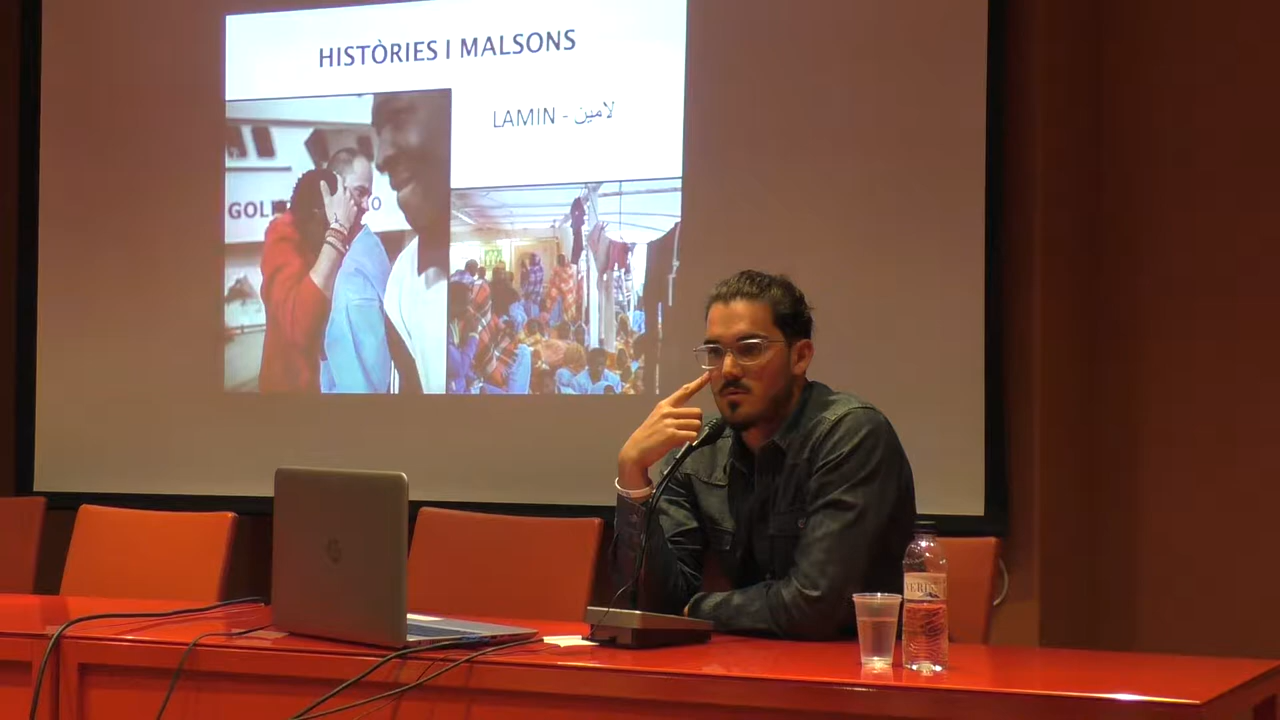 HISTÒRIES I MALSONS
LAMIN - لامين